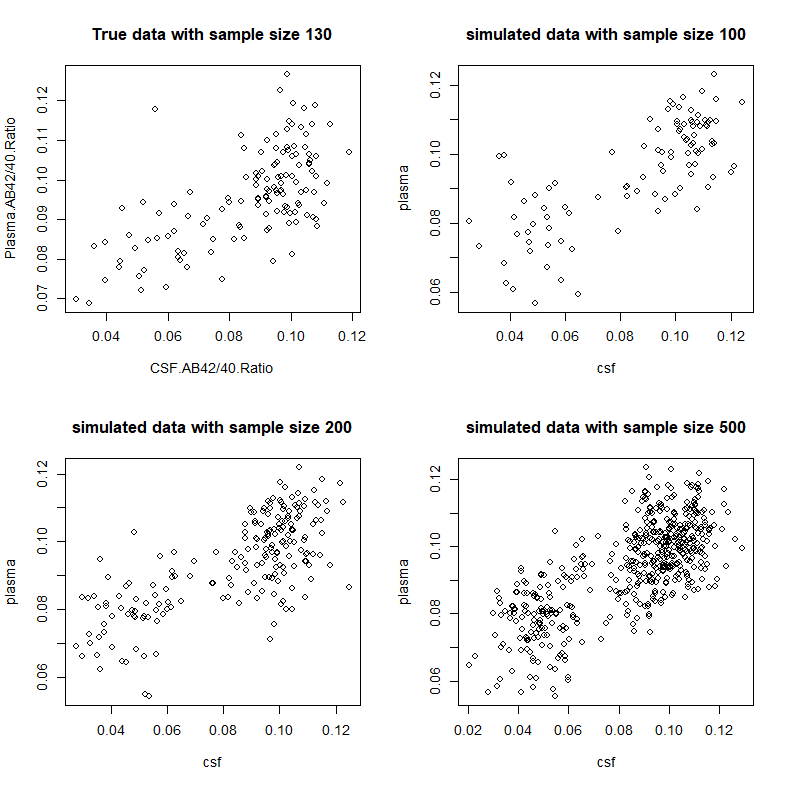 True data with sample size 130
Plasma.AB42/40.Ratio
0.07 0.08 0.09 0.10 0.11 0.12
0.04 0.06 0.08 0.10 0.12
CSF.AB42/40.Ratio
simulated data with sample size 100
plasma
0.06 0.08 0.10 0.12
0.04 0.06 0.08 0.10 0.12
csf
simulated data with sample size 200
plasma
0.06 0.08 0.10 0.12
0.04 0.06 0.08 0.10 0.12
csf
simulated data with sample size 500
plasma
0.06 0.08 0.10 0.12
0.02 0.04 0.06 0.08 0.10 0.12
csf